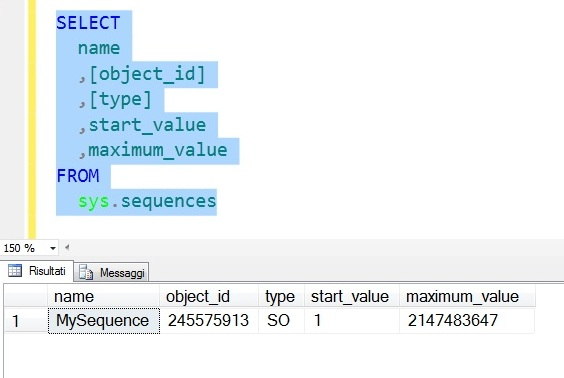 SELECT
name
,[object_id]
,[type]
,start_value
,maximum_value
FROM
sys.sequences
150 %
Risultati Messaggi
name object_id type start_value maximum_value
1 MySequence 245575913 SO 1 2147483647